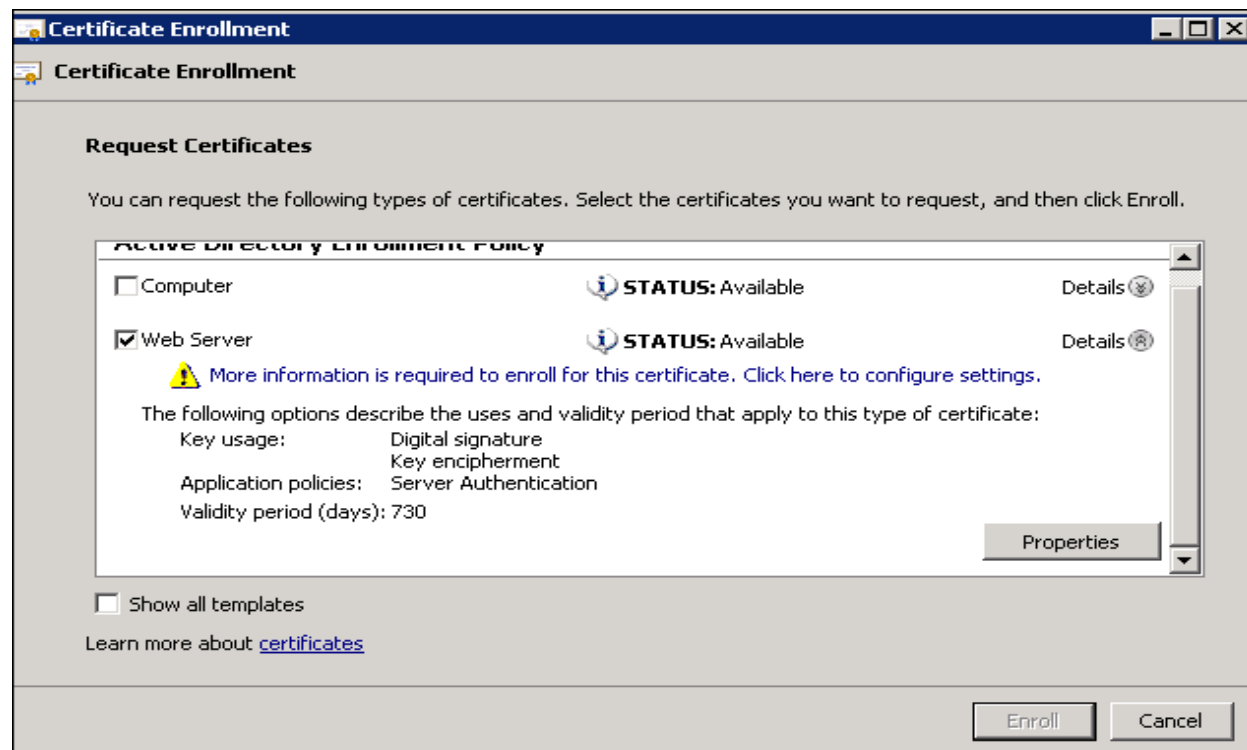 Certificate Enrollment
Certificate Enrollment
Request Certificates
You can request the following types of certificates. Select the certificates you want to request, and then click Enroll.
Active Directory Enrollment Policy
Computer STATUS: Available Details
Web Server STATUS: Available Details
More information is required to enroll for this certificate. Click here to configure settings.
The following options describe the uses and validity period that apply to this type of certificate:
Key usage: Digital signature
Key encipherment
Application policies: Server Authentication
Validity period (days): 730
Properties
Show all templates
Learn more about certificates
Enroll Cancel